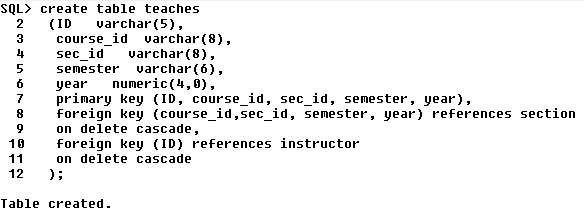 SQL> create table teaches
2 (ID varchar(5),
3 course_id varchar(8),
4 sec_id varchar(8),
5 semester varchar(6),
6 year numeric(4,0),
7 primary key (ID, course_id, sec_id, semester, year),
8 foreign key (course_id,sec_id, semester, year) references section
9 on delete cascade,
10 foreign key (ID) references instructor
11 on delete cascade
12 );
Table created.